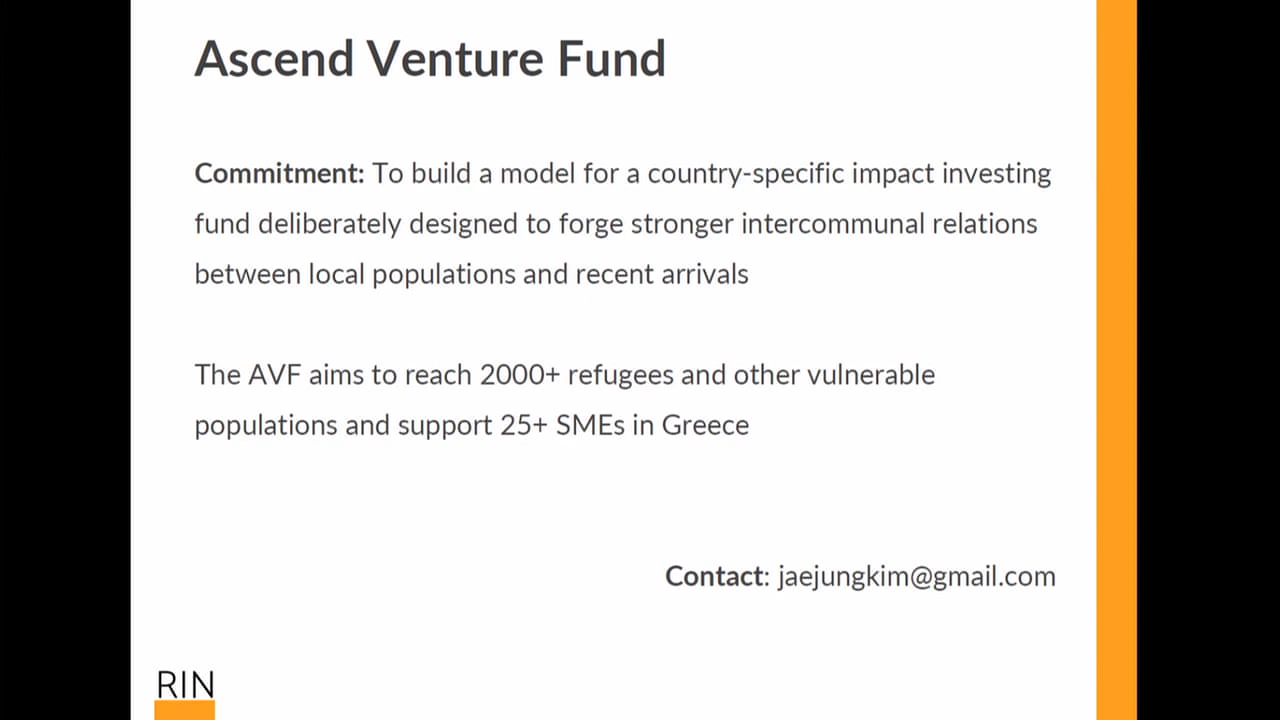 Ascend Venture Fund
Commitment: To build a model for a country-specific impact investing
fund deliberately designed to forge stronger intercommunal relations
between local populations and recent arrivals
The AVF aims to reach 2000+ refugees and other vulnerable
populations and support 25+ SMEs in Greece
Contact: jaejungkim@gmail.com
RIN